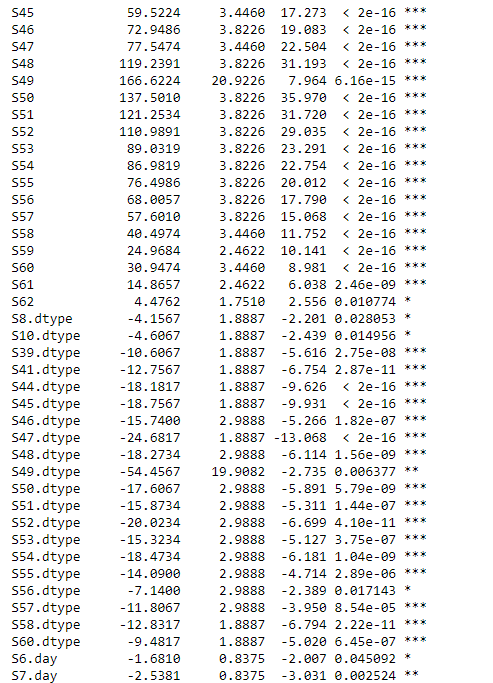 S45 59.5224 3.4460 17.273 < 2e-16 ***
S46 72.9486 3.8226 19.083 < 2e-16 ***
S47 77.5474 3.4460 22.504 < 2e-16 ***
S48 119.2391 3.8226 31.193 < 2e-16 ***
S49 166.6224 20.9226 7.964 6.16e-15 ***
S50 137.5010 3.8226 35.970 < 2e-16 ***
S51 121.2534 3.8226 31.720 < 2e-16 ***
S52 110.9891 3.8226 29.035 < 2e-16 ***
S53 89.0319 3.8226 23.291 < 2e-16 ***
S54 86.9819 3.8226 22.754 < 2e-16 ***
S55 76.4986 3.8226 20.012 < 2e-16 ***
S56 68.0057 3.8226 17.790 < 2e-16 ***
S57 57.6010 3.8226 15.068 < 2e-16 ***
S58 40.4974 3.4460 11.752 < 2e-16 ***
S59 24.9684 2.4622 10.141 < 2e-16 ***
S60 30.9474 3.4460 8.981 < 2e-16 ***
S61 14.8657 2.4622 6.038 2.46e-09 ***
S62 4.4762 1.7510 2.556 0.010774 *
S8.dtype -4.1567 1.8887 -2.201 0.028053 *
S10.dtype -4.6067 1.8887 -2.439 0.014956 *
S39.dtype -10.6067 1.8887 -5.616 2.75e-08 ***
S41.dtype -12.7567 1.8887 -6.754 2.87e-11 ***
S44.dtype -18.1817 1.8887 -9.626 < 2e-16 ***
S45.dtype -18.7567 1.8887 -9.931 < 2e-16 ***
S46.dtype -15.7400 2.9888 -5.266 1.82e-07 ***
S47.dtype -24.6817 1.8887 -13.068 < 2e-16 ***
S48.dtype -18.2734 2.9888 -6.114 1.56e-09 ***
S49.dtype -54.4567 19.9082 -2.735 0.006377 **
S50.dtype -17.6067 2.9888 -5.891 5.79e-09 ***
S51.dtype -15.8734 2.9888 -5.311 1.44e-07 ***
S52.dtype -20.0234 2.9888 -6.699 4.10e-11 ***
S53.dtype -15.3234 2.9888 -5.127 3.75e-07 ***
S54.dtype -18.4734 2.9888 -6.181 1.04e-09 ***
S55.dtype -14.0900 2.9888 -4.714 2.89e-06 ***
S56.dtype -7.1400 2.9888 -2.389 0.017143 *
S57.dtype -11.8067 2.9888 -3.950 8.54e-05 ***
S58.dtype -12.8317 1.8887 -6.794 2.22e-11 ***
S60.dtype -9.4817 1.8887 -5.020 6.45e-07 ***
S6.day -1.6810 0.8375 -2.007 0.045092 *
S7.day -2.5381 0.8375 -3.031 0.002524 **